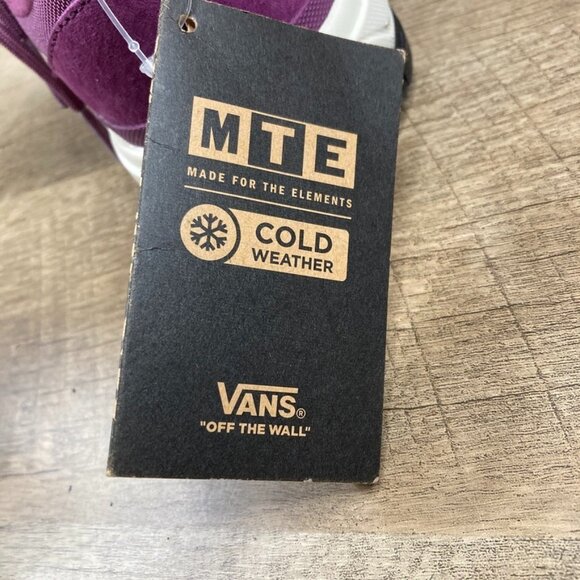 MTE
MADE FOR THE ELEMENTS
COLD
WEATHER
VANS®
"OFF THE WALL"